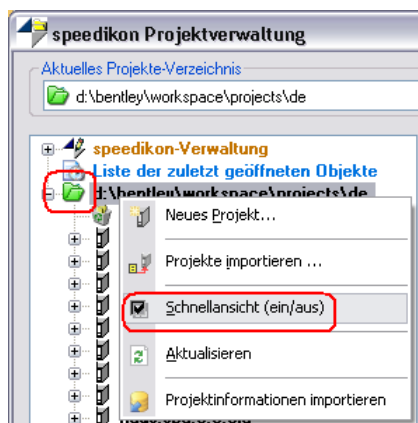 speedikon Projektverwaltung
Aktuelles Projekte-Verzeichnis
d:\bentley\workspace\projects\de
speedikon-Verwaltung
Liste der zuletzt geöffneten Objekte
d:\bentley\workspace\projects\de
Neues Projekt...
Projekte importieren ...
Schnellansicht (ein/aus)
Aktualisieren
Projektinformationen importieren